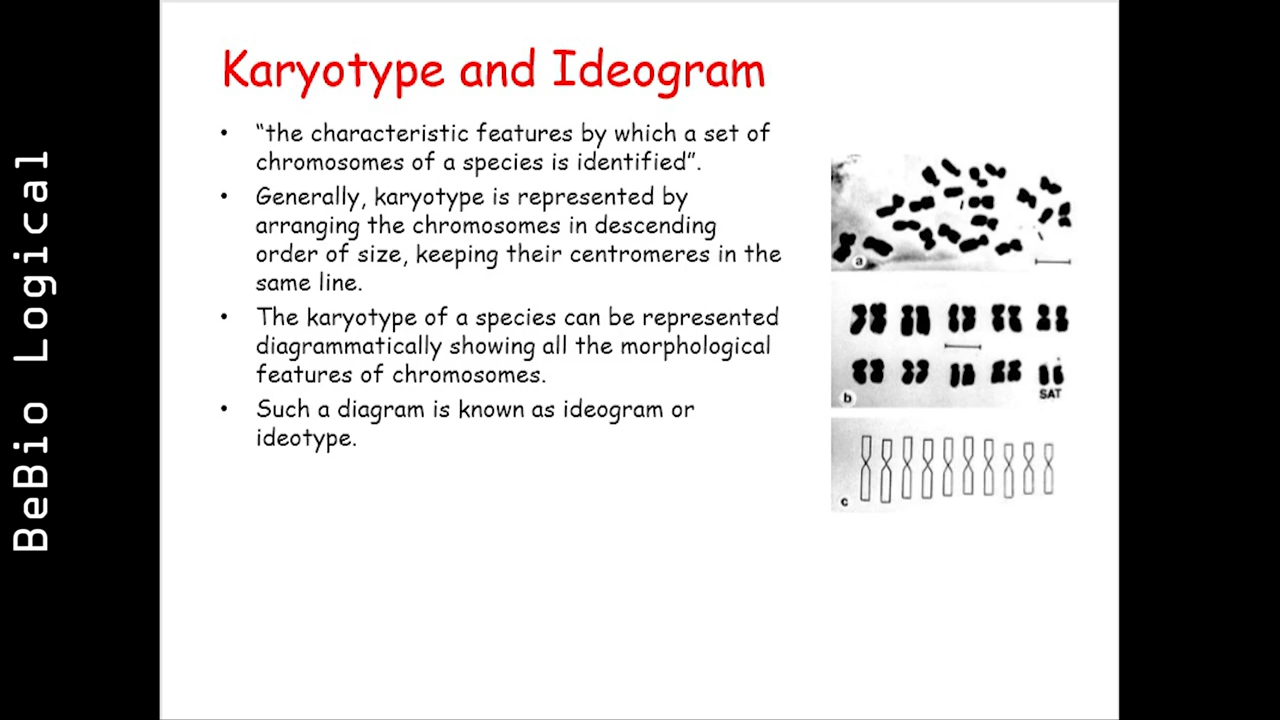 BeBio Logical
Karyotype and Ideogram
• “the characteristic features by which a set of
chromosomes of a species is identified”.
• Generally, karyotype is represented by
arranging the chromosomes in descending
order of size, keeping their centromeres in the
same line.
• The karyotype of a species can be represented
diagrammatically showing all the morphological
features of chromosomes.
• Such a diagram is known as ideogram or
ideotype.
a
b
SAT
c